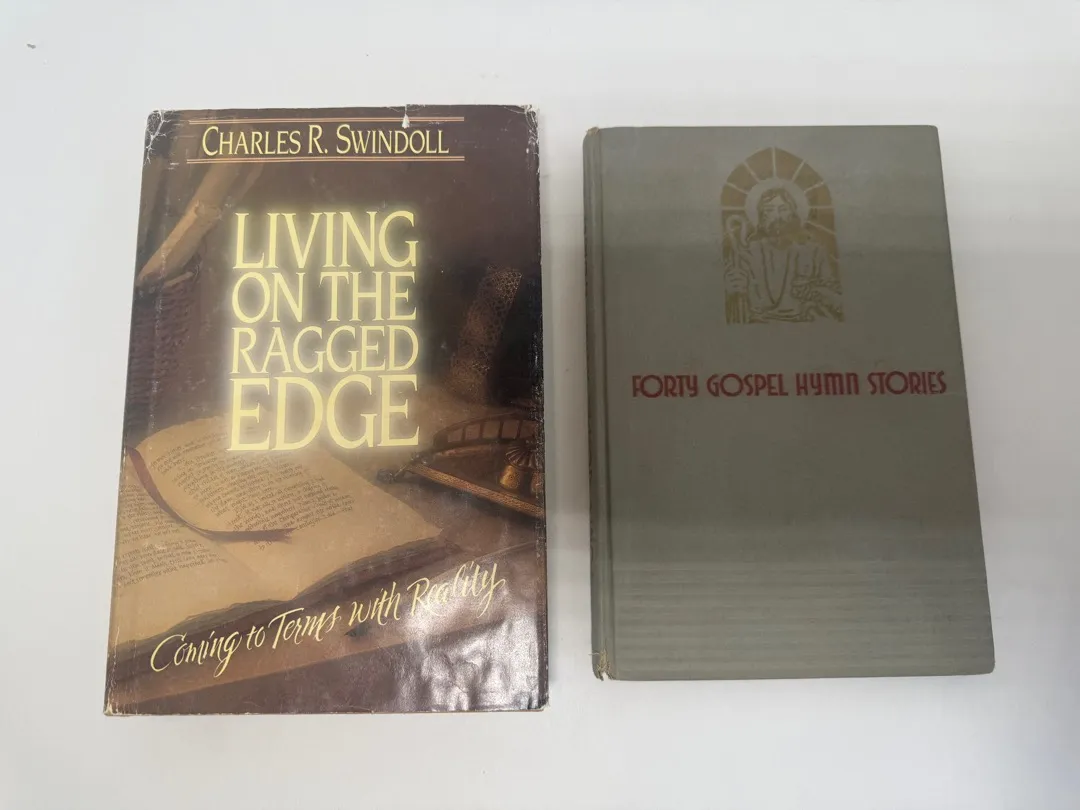 CHARLES R. SWINDOLL
LIVING
ON THE
RAGGED
EDGE
Coming to Terms with Reality
FORTY GOSPEL HYMN STORIES